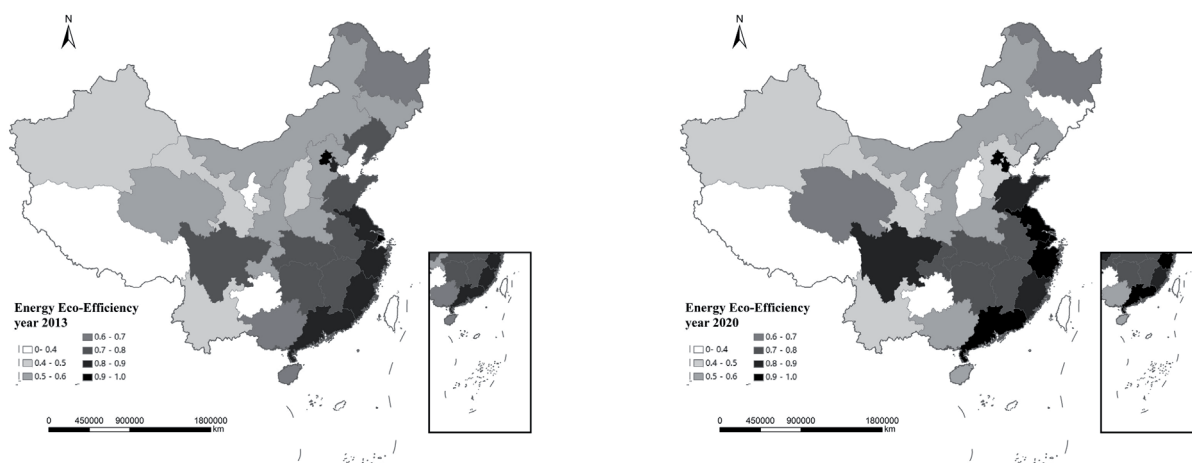 N
Energy Eco-Efficiency
year 2013
0- 0.4
0.4 - 0.5
0.5 - 0.6
0.6 - 0.7
0.7 - 0.8
0.8 - 0.9
0.9 - 1.0
0 450000 900000 1800000
km
N
Energy Eco-Efficiency
year 2020
0- 0.4
0.4 - 0.5
0.5 - 0.6
0.6 - 0.7
0.7 - 0.8
0.8 - 0.9
0.9 - 1.0
0 450000 900000 1800000
km